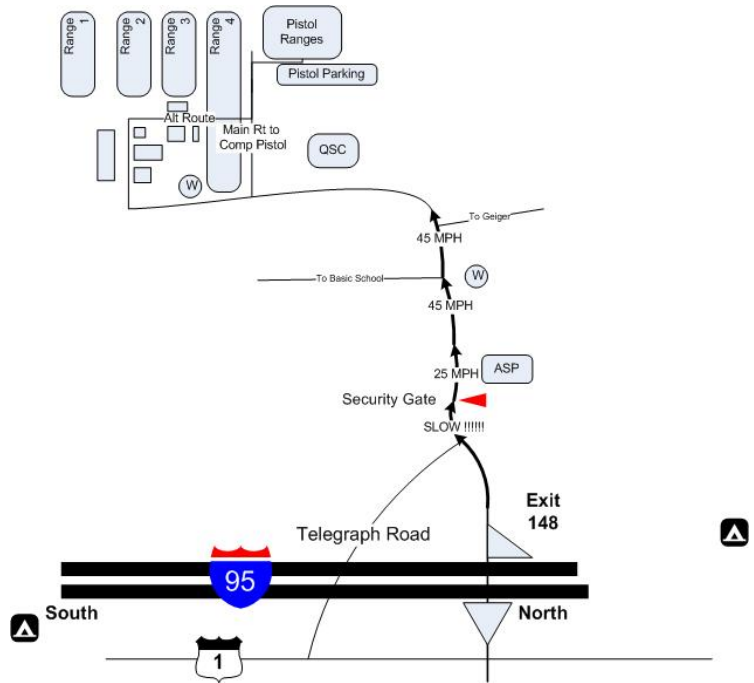 Range 1
Range 2
Range 3
Range 4
Pistol
Ranges
Pistol Parking
Alt Route
Main Rt to
Comp Pistol
QSC
W
To Geiger
45 MPH
To Basic School
W
45 MPH
25 MPH
ASP
Security Gate
SLOW !!!!!!
Exit
148
Telegraph Road
95
South
North
1